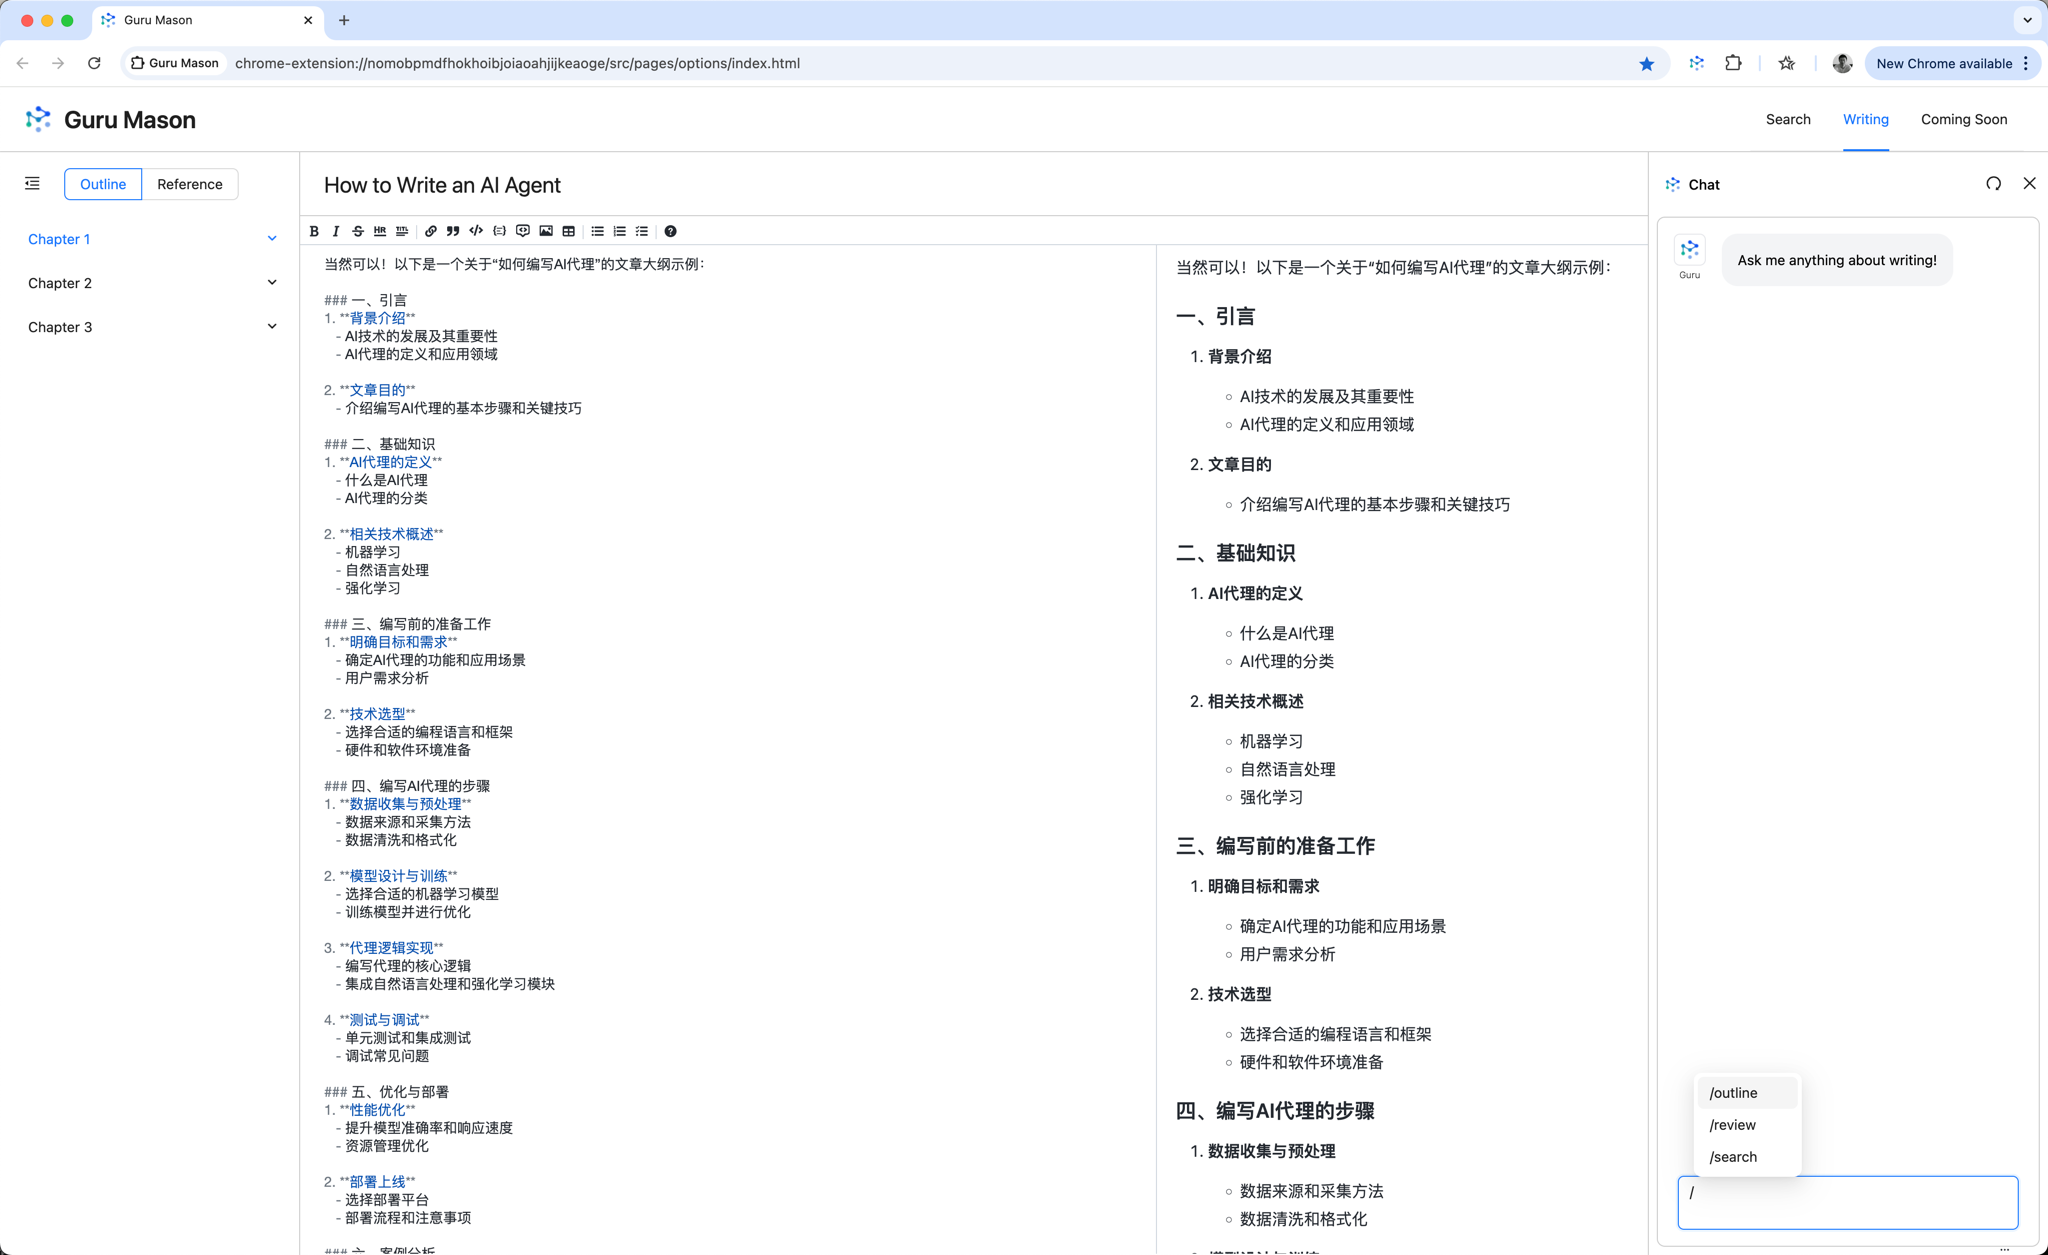 Guru Mason
Guru Mason
chrome-extension://nomobpmdfhokhoibjoiaoahjijkeaoge/src/pages/options/index.html
New Chrome available
Guru Mason
Search
Writing
Coming Soon
Outline
Reference
Chapter 1
Chapter 2
Chapter 3
How to Write an AI Agent
当然可以！以下是一个关于“如何编写AI代理”的文章大纲示例：
### 一、引言
1. **背景介绍**
- AI技术的发展及其重要性
- AI代理的定义和应用领域
2. **文章目的**
- 介绍编写AI代理的基本步骤和关键技巧
### 二、基础知识
1. **AI代理的定义**
- 什么是AI代理
- AI代理的分类
2. **相关技术概述**
- 机器学习
- 自然语言处理
- 强化学习
### 三、编写前的准备工作
1. **明确目标和需求**
- 确定AI代理的功能和应用场景
- 用户需求分析
2. **技术选型**
- 选择合适的编程语言和框架
- 硬件和软件环境准备
### 四、编写AI代理的步骤
1. **数据收集与预处理**
- 数据来源和采集方法
- 数据清洗和格式化
2. **模型设计与训练**
- 选择合适的机器学习模型
- 训练模型并进行优化
3. **代理逻辑实现**
- 编写代理的核心逻辑
- 集成自然语言处理和强化学习模块
4. **测试与调试**
- 单元测试和集成测试
- 调试常见问题
### 五、优化与部署
1. **性能优化**
- 提升模型准确率和响应速度
- 资源管理优化
2. **部署上线**
- 选择部署平台
- 部署流程和注意事项
### 六、案例分析
当然可以！以下是一个关于“如何编写AI代理”的文章大纲示例：
一、引言
1. 背景介绍
AI技术的发展及其重要性
AI代理的定义和应用领域
2. 文章目的
介绍编写AI代理的基本步骤和关键技巧
二、基础知识
1. AI代理的定义
什么是AI代理
AI代理的分类
2. 相关技术概述
机器学习
自然语言处理
强化学习
三、编写前的准备工作
1. 明确目标和需求
确定AI代理的功能和应用场景
用户需求分析
2. 技术选型
选择合适的编程语言和框架
硬件和软件环境准备
四、编写AI代理的步骤
1. 数据收集与预处理
数据来源和采集方法
数据清洗和格式化
2. 模型设计与训练
Chat
Guru
Ask me anything about writing!
/outline
/review
/search
/